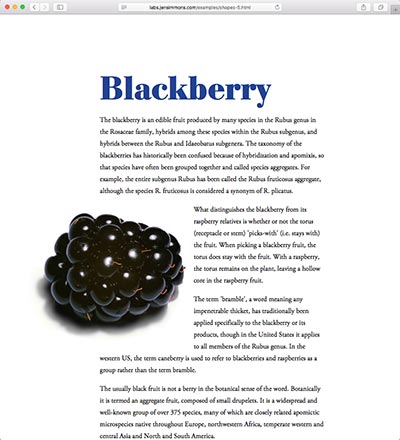 labs.jensimmons.com/examples/shapes-5.html
Blackberry
The blackberry is an edible fruit produced by many species in the Rubus genus in
the Rosaceae family, hybrids among these species within the Rubus subgenus, and
hybrids between the Rubus and Idaeobatus subgenera. The taxonomy of the
blackberries has historically been confused because of hybridization and apomixis, so
that species have often been grouped together and called species aggregates. For
example, the entire subgenus Rubus has been called the Rubus fruticosus aggregate,
although the species R. fruticosus is considered a synonym of R. plicatus.
What distinguishes the blackberry from its
raspberry relatives is whether or not the torus
(receptacle or stem) 'picks-with' (i.e. stays with)
the fruit. When picking a blackberry fruit, the
torus does stay with the fruit. With a raspberry,
the torus remains on the plant, leaving a hollow
core in the raspberry fruit.
The term 'bramble', a word meaning any
impenetrable thicket, has traditionally been
applied specifically to the blackberry or its
products, though in the United States it applies
to all members of the Rubus genus. In the
western US, the term caneberry is used to refer to blackberries and raspberries as a
group rather than the term bramble.
The usually black fruit is not a berry in the botanical sense of the word. Botanically
it is termed an aggregate fruit, composed of small drupelets. It is a widespread and
well-known group of over 375 species, many of which are closely related apomictic
microspecies native throughout Europe, northwestern Africa, temperate western and
central Asia and North and South America.